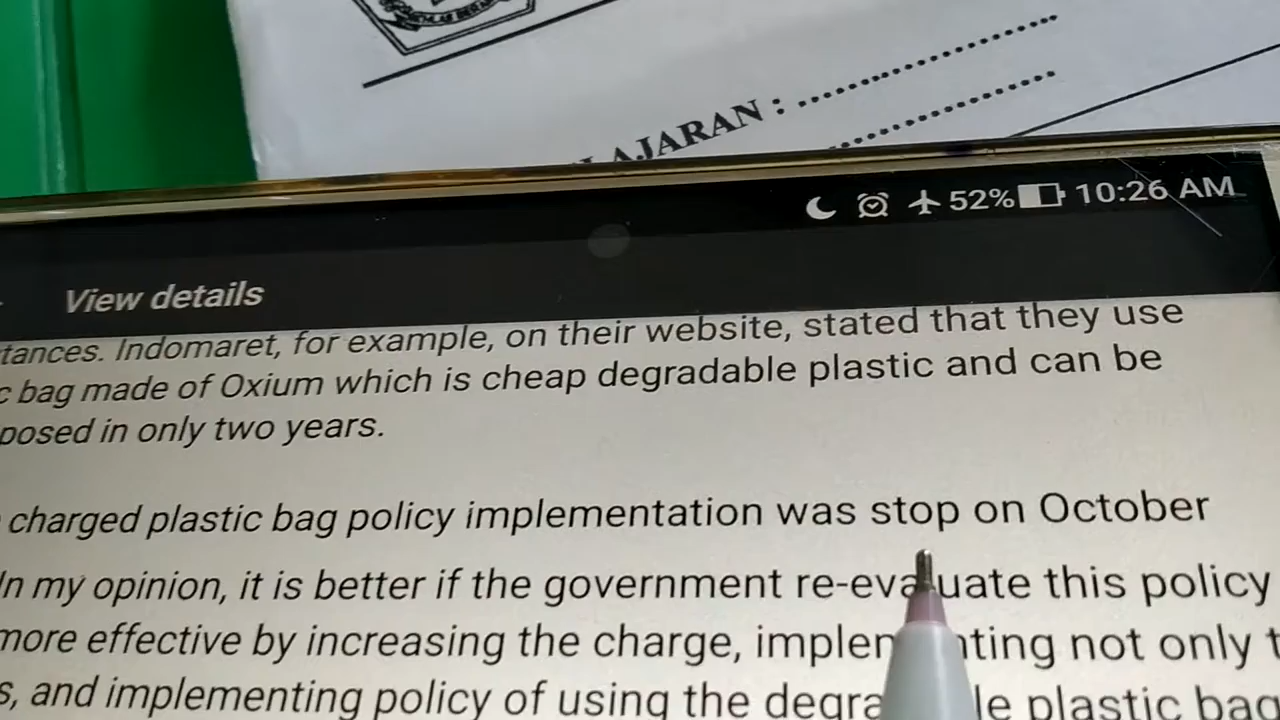 AJARAN :
52% 10:26 AM
View details
tances. Indomaret, for example, on their website, stated that they use
c bag made of Oxium which is cheap degradable plastic and can be
posed in only two years.
charged plastic bag policy implementation was stop on October
In my opinion, it is better if the government re-evaluate this policy
more effective by increasing the charge, implementing not only t
s, and implementing policy of using the degradable plastic bag